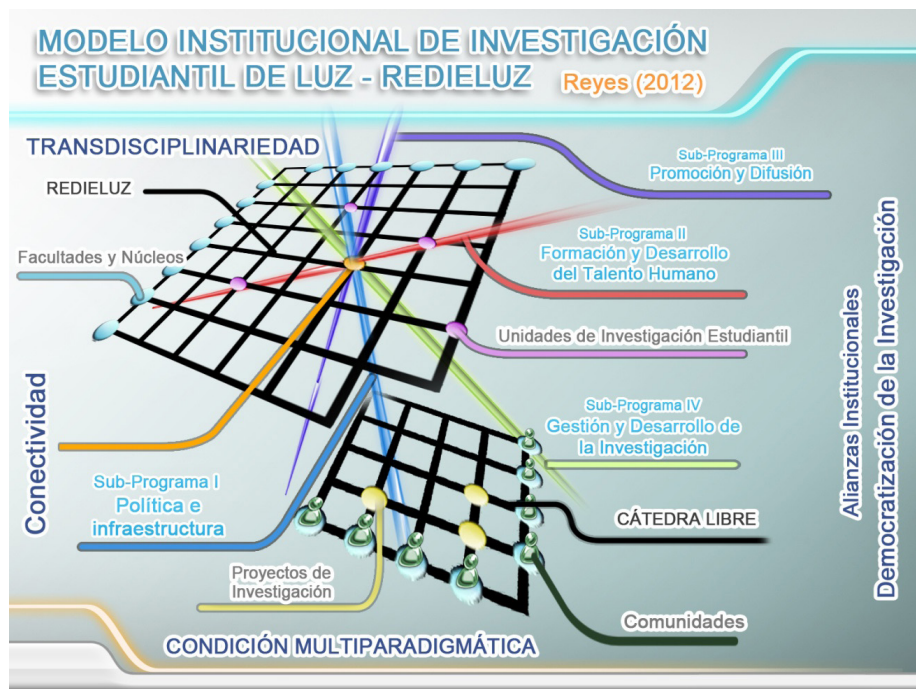 MODELO INSTITUCIONAL DE INVESTIGACIÓN
ESTUDIANTIL DE LUZ - REDIELUZ Reyes (2012)
TRANSDISCIPLINARIEDAD
REDIELUZ
Facultades y Núcleos
Sub-Programa III
Promoción y Difusión
Sub-Programa II
Formación y Desarrollo
del Talento Humano
Unidades de Investigación Estudiantil
Sub-Programa IV
Gestión y Desarrollo de
la Investigación
Conectividad
Sub-Programa I
Política e
infraestructura
CÁTEDRA LIBRE
Proyectos de
Investigación
Comunidades
CONDICIÓN MULTIPARADIGMÁTICA
Alianzas Institucionales
Democratización de la Investigación